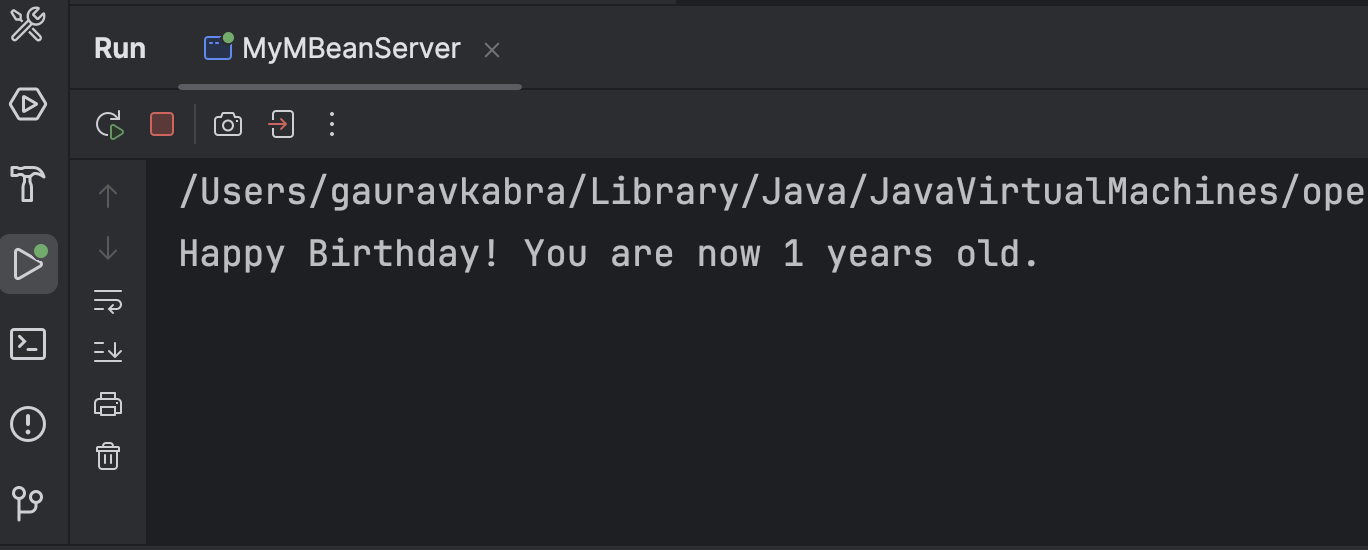 Run MyMBeanServer
/Users/gauravkabra/Library/Java/JavaVirtualMachines/ope
Happy Birthday! You are now 1 years old.